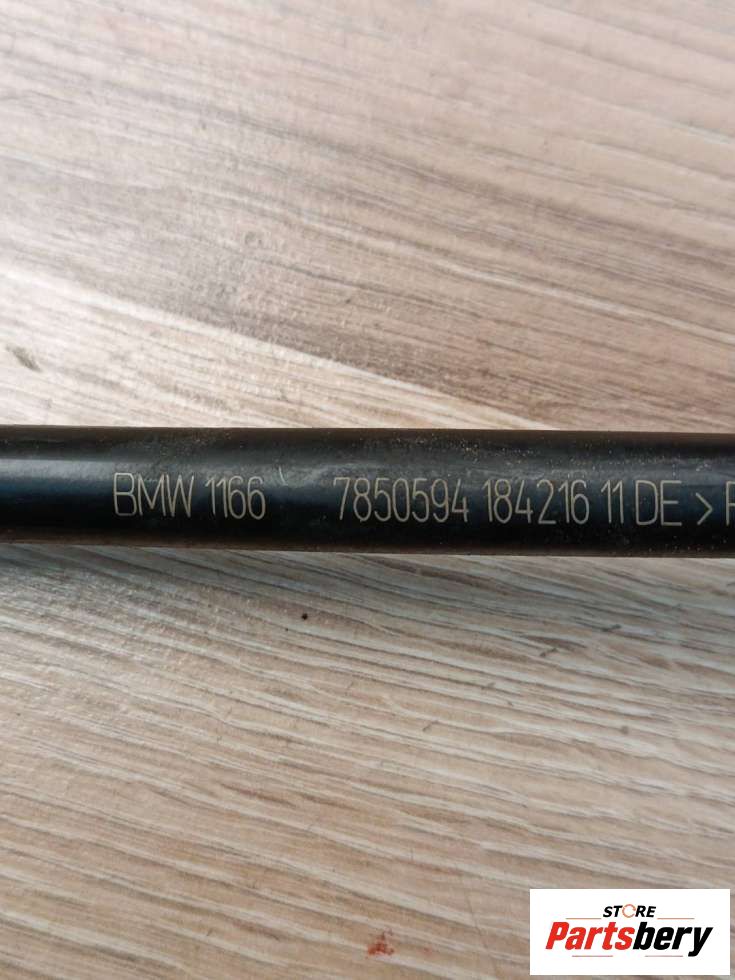 BMW 1166 7850594 184216 11 DE >
STORE
Partsbery